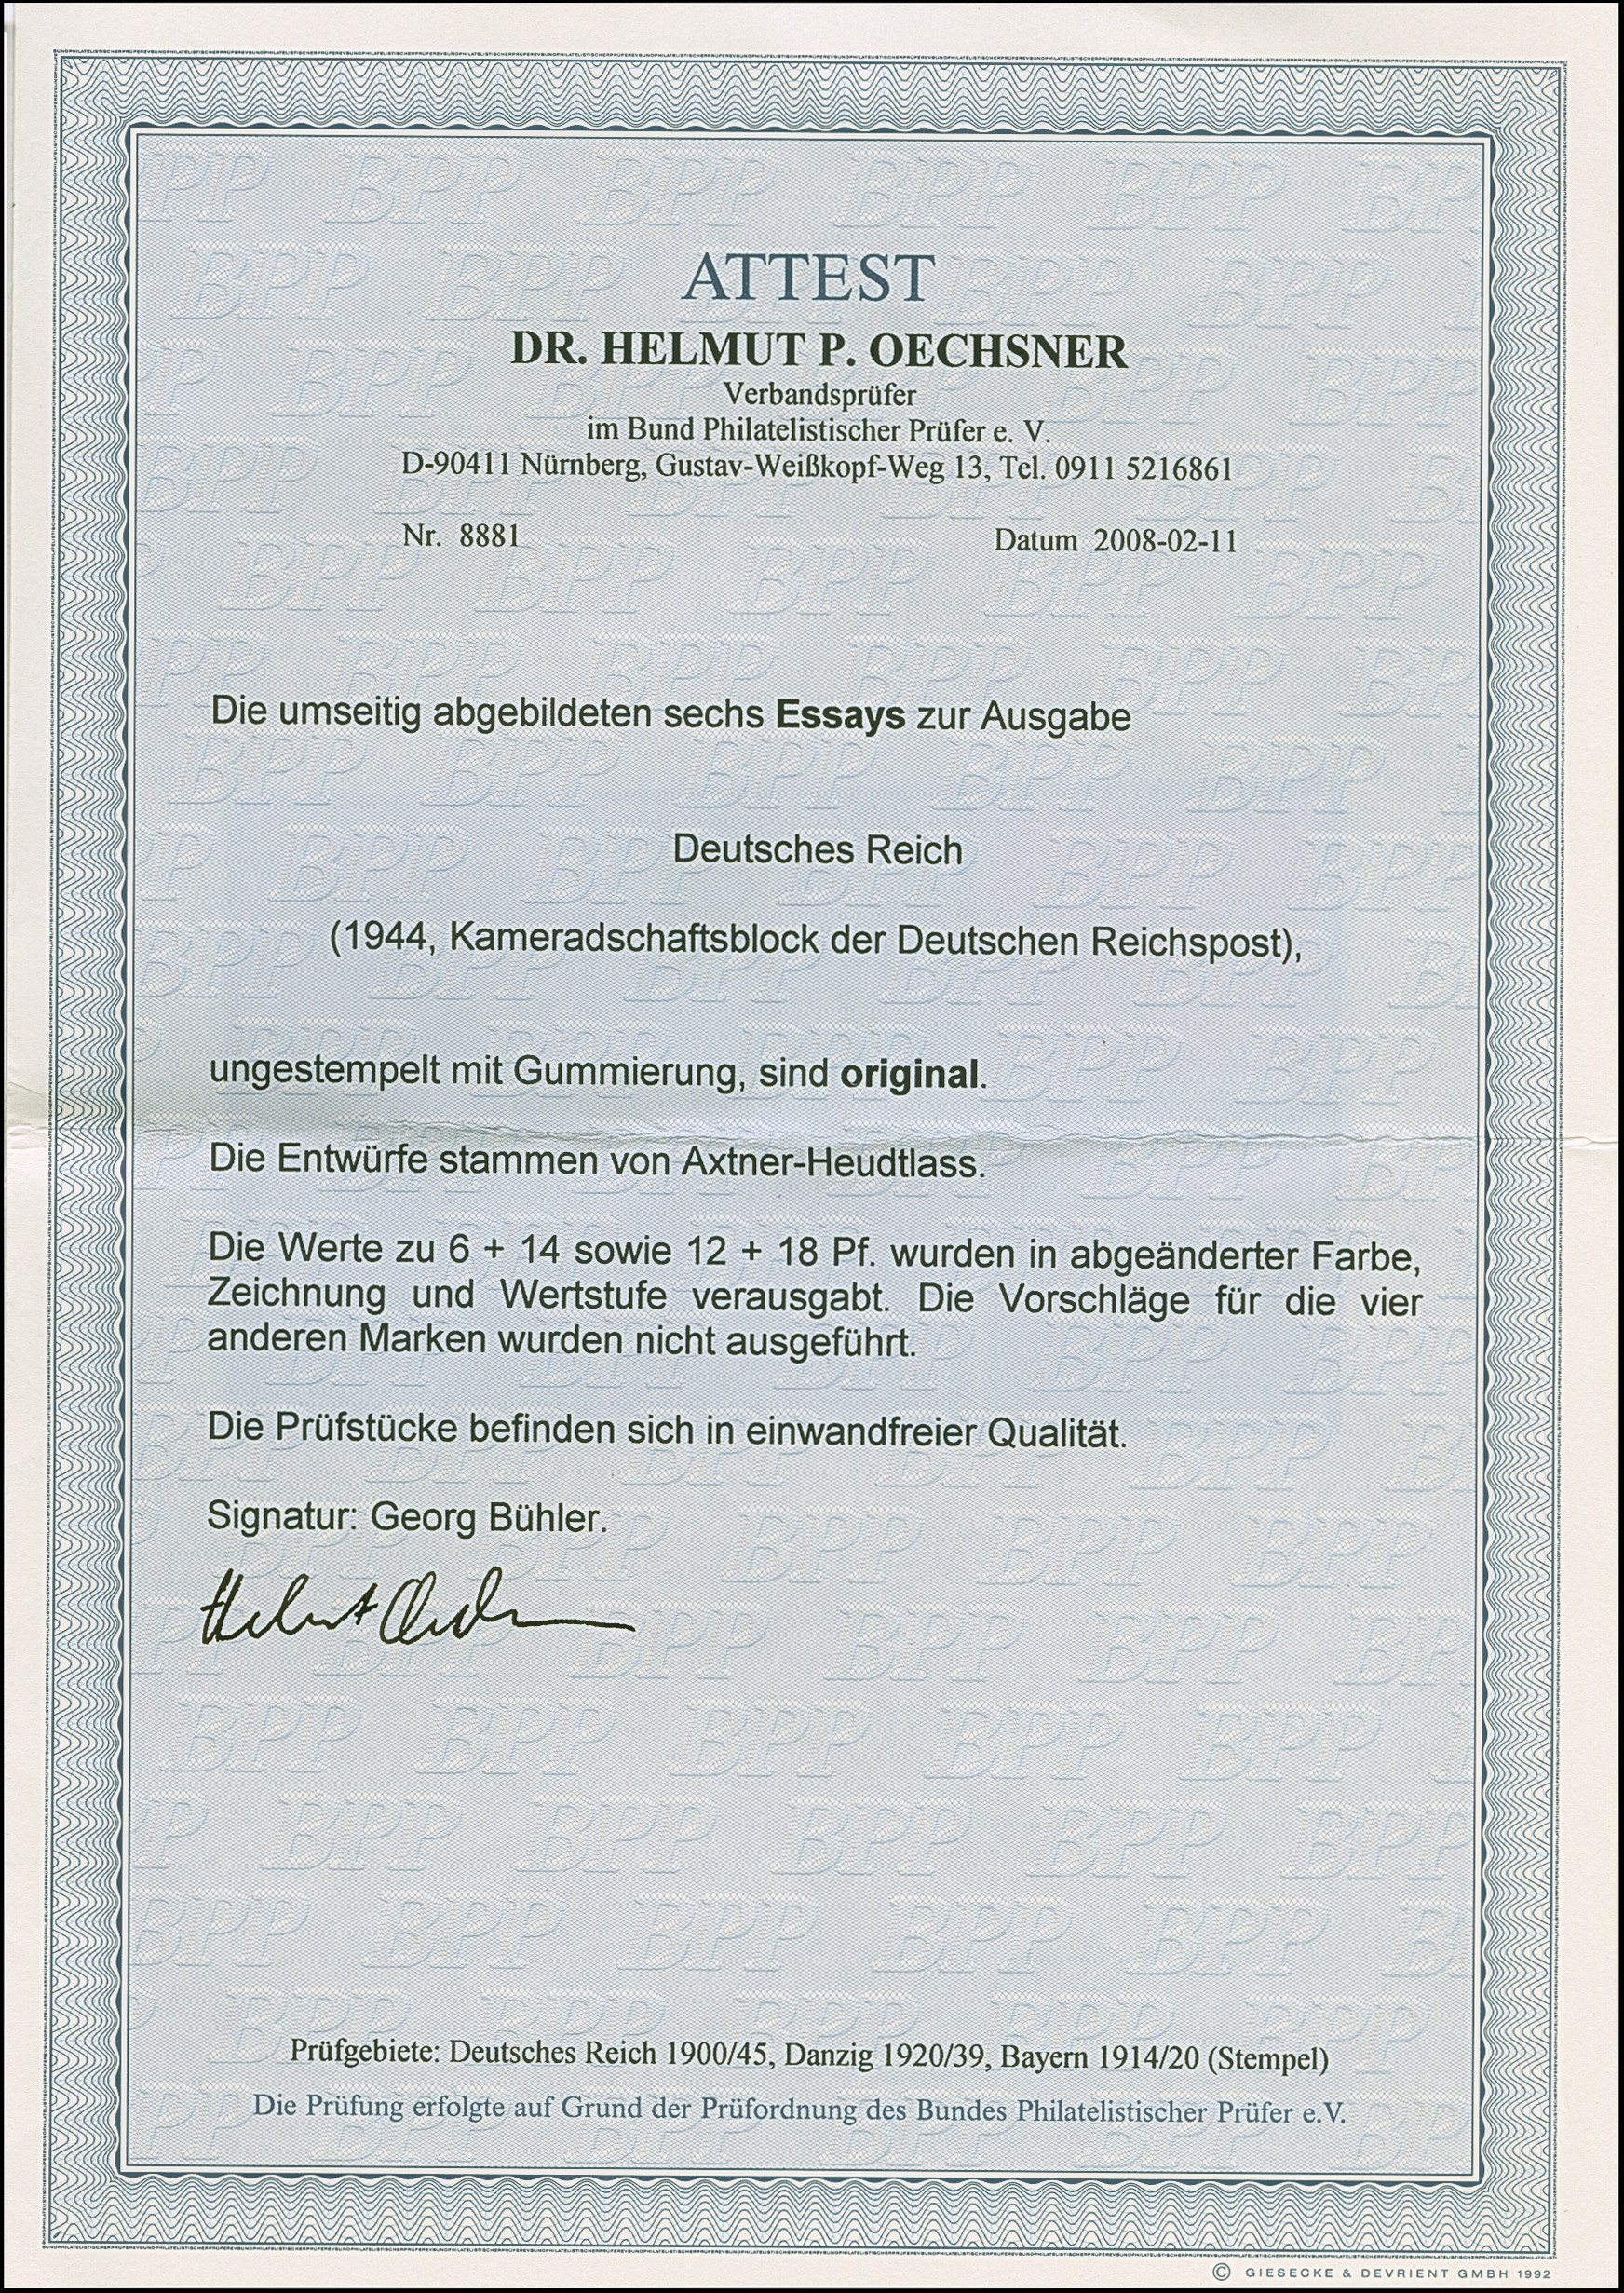 ATTEST
DR. HELMUT P. OECHSNER
Verbandsprüfer
im Bund Philatelistischer Prüfer e. V.
D-90411 Nürnberg, Gustav-Weißkopf-Weg 13, Tel. 0911 5216861
Nr. 8881 Datum 2008-02-11
Die umseitig abgebildeten sechs Essays zur Ausgabe
Deutsches Reich
(1944, Kameradschaftsblock der Deutschen Reichspost),
ungestempelt mit Gummierung, sind original.
Die Entwürfe stammen von Axtner-Heudtlass.
Die Werte zu 6 + 14 sowie 12 + 18 Pf. wurden in abgeänderter Farbe,
Zeichnung und Wertstufe verausgabt. Die Vorschläge für die vier
anderen Marken wurden nicht ausgeführt.
Die Prüfstücke befinden sich in einwandfreier Qualität.
Signatur: Georg Bühler.
Prüfgebiete: Deutsches Reich 1900/45, Danzig 1920/39, Bayern 1914/20 (Stempel)
Die Prüfung erfolgte auf Grund der Prüfordnung des Bundes Philatelistischer Prüfer e.V.
© GIESECKE & DEVRIENT GMBH 1992